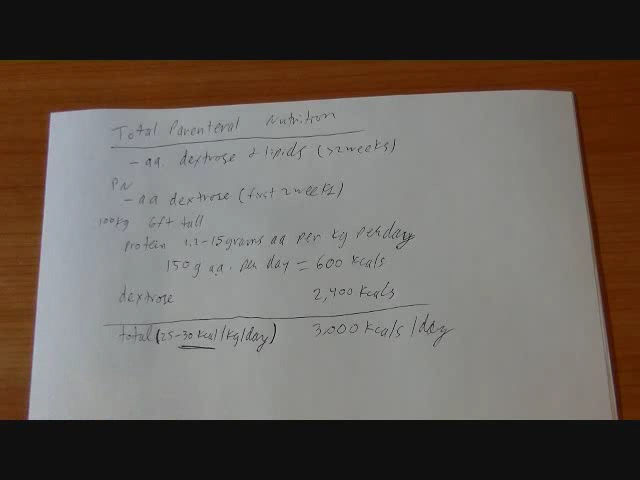 Total Parenteral Nutrition
- aa dextrose & lipids (>2 weeks)
PN
- aa dextrose (first 2 weeks)
100kg 6ft tall
protein 1.2-1.5 grams aa per kg per day
150 g aa. per day = 600 kcals
dextrose 2,400 kcals
total (25-30 kcal/kg/day) 3,000 kcals/day